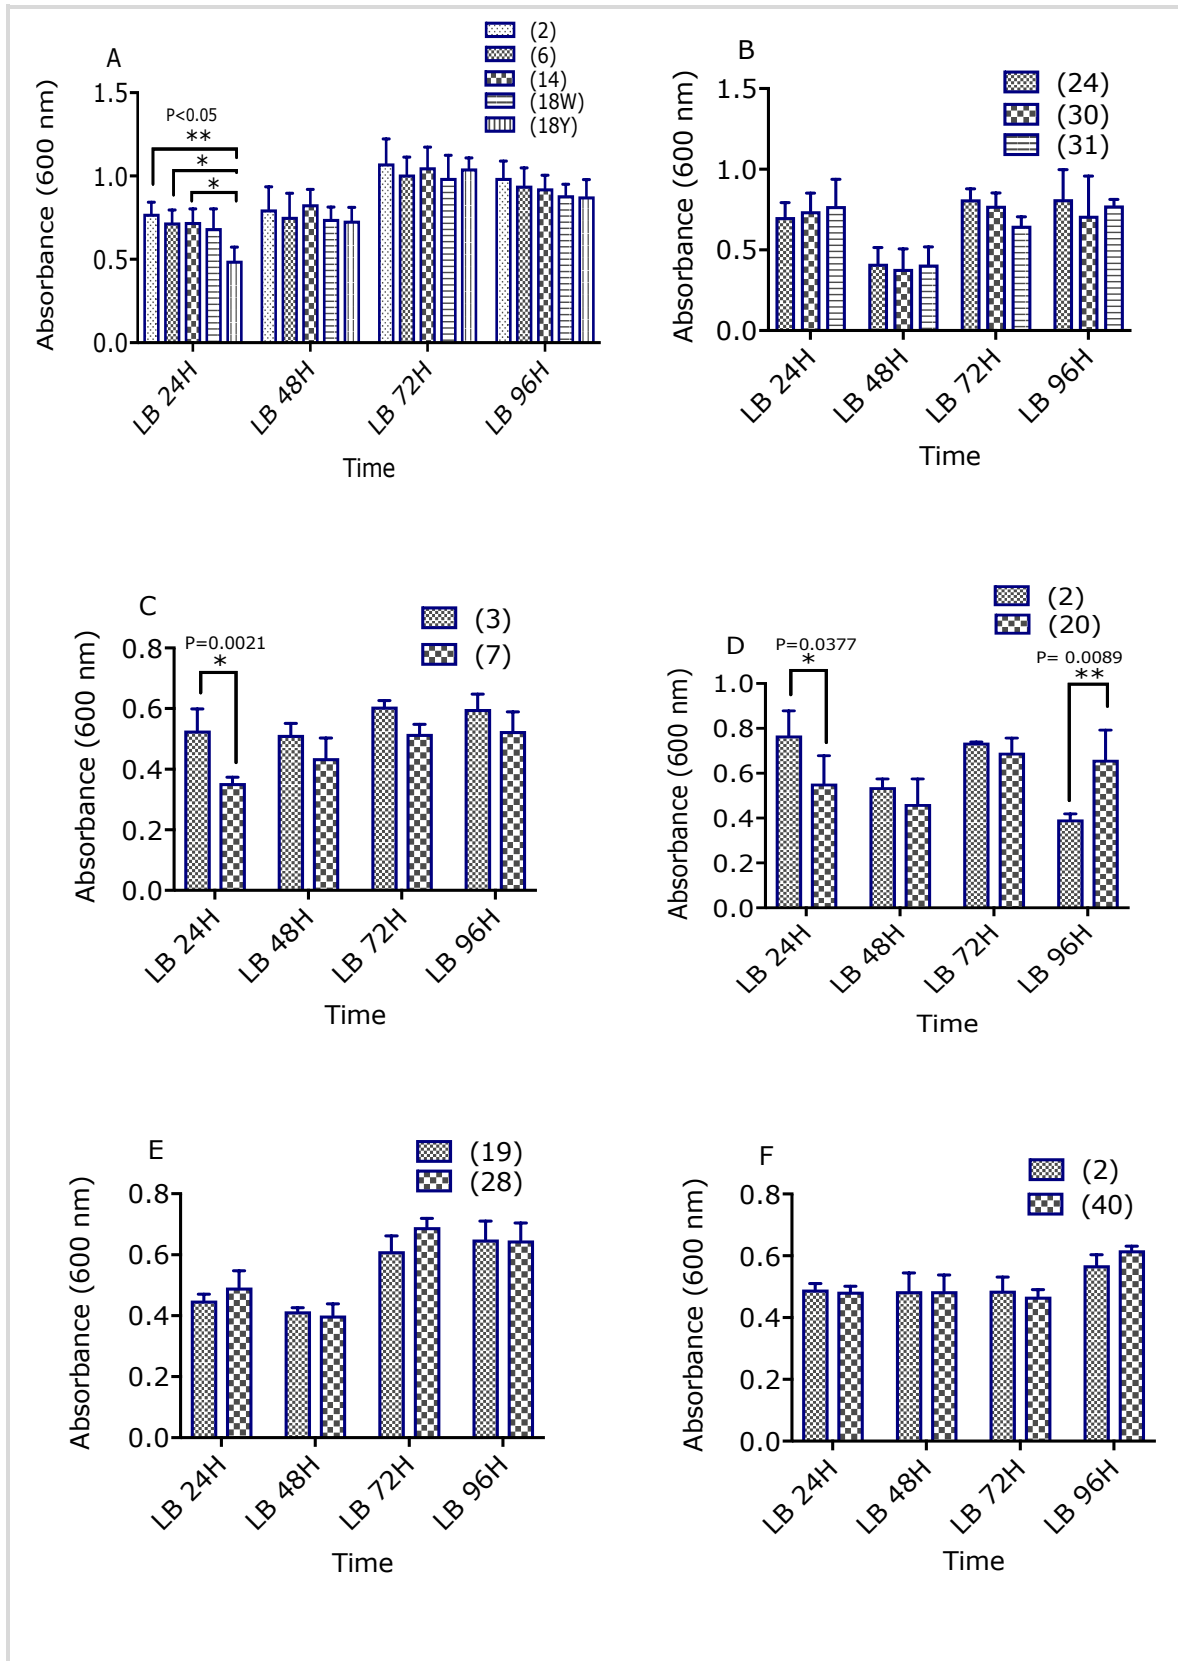 A
(2)
(6)
(14)
(18W)
(18Y)
Absorbance (600 nm)
1.5
1.0
0.5
0.0
P<0.05
**
*
*
LB 24H
LB 48H
LB 72H
LB 96H
Time
B
(24)
(30)
(31)
Absorbance (600 nm)
1.5
1.0
0.5
0.0
LB 24H
LB 48H
LB 72H
LB 96H
Time
C
(3)
(7)
Absorbance (600 nm)
0.8
0.6
0.4
0.2
0.0
P=0.0021
*
LB 24H
LB 48H
LB 72H
LB 96H
Time
D
(2)
(20)
Absorbance (600 nm)
1.0
0.8
0.6
0.4
0.2
0.0
P=0.0377
*
P= 0.0089
**
LB 24H
LB 48H
LB 72H
LB 96H
Time
E
(19)
(28)
Absorbance (600 nm)
0.8
0.6
0.4
0.2
0.0
LB 24H
LB 48H
LB 72H
LB 96H
Time
F
(2)
(40)
Absorbance (600 nm)
0.8
0.6
0.4
0.2
0.0
LB 24H
LB 48H
LB 72H
LB 96H
Time